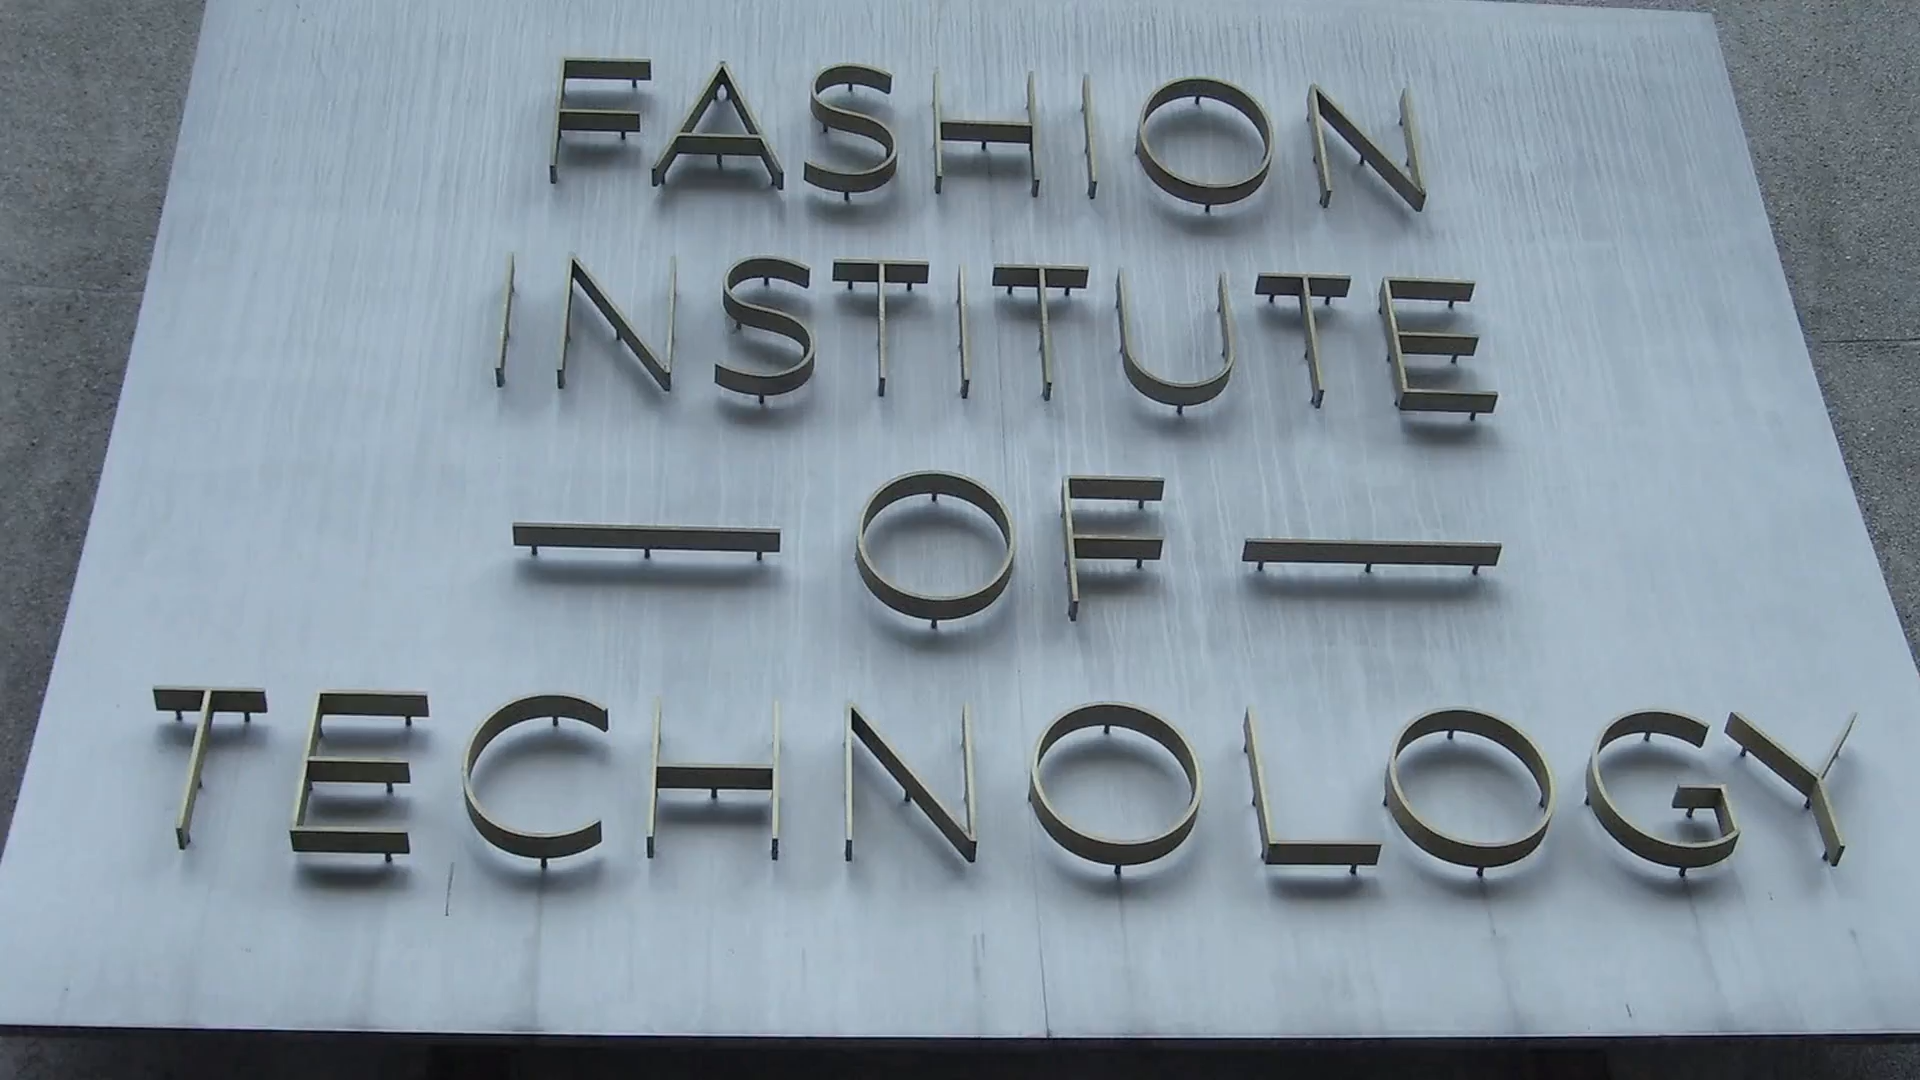 FASHION
INSTITUTE
— OF —
TECHNOLOGY